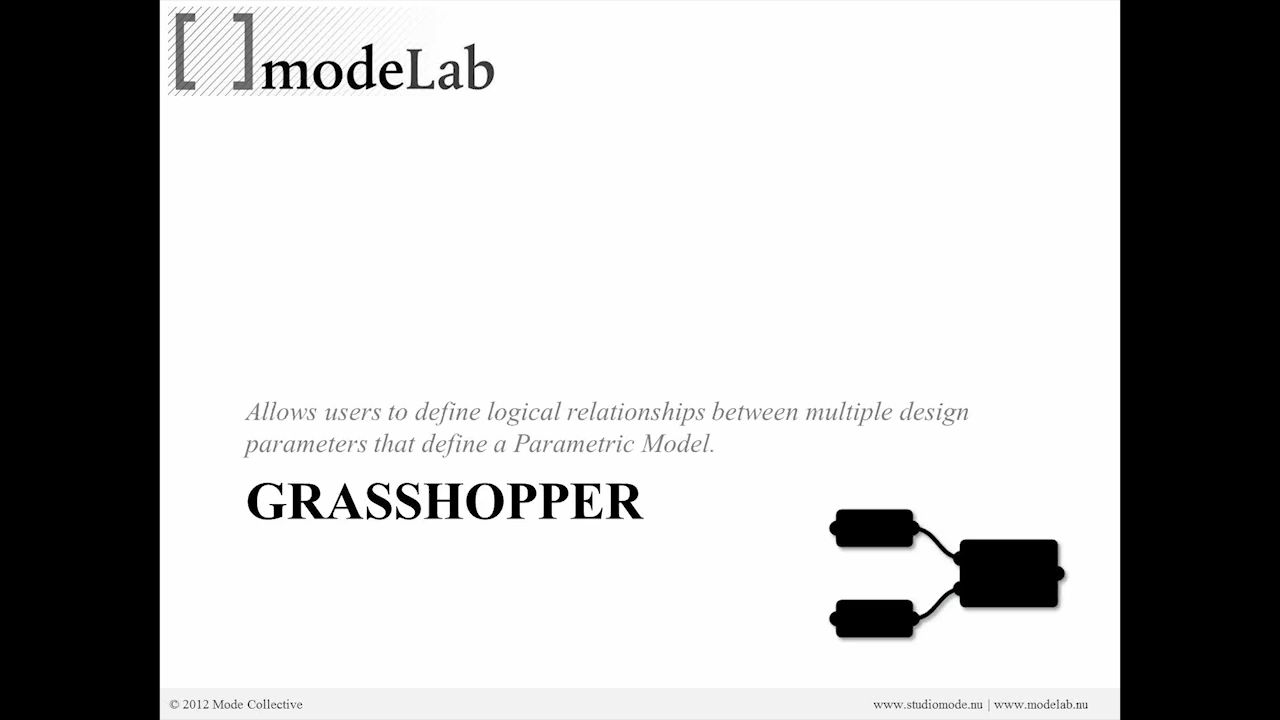 [ ] modeLab
Allows users to define logical relationships between multiple design
parameters that define a Parametric Model.
GRASSHOPPER
© 2012 Mode Collective
www.studiomode.nu | www.modelab.nu